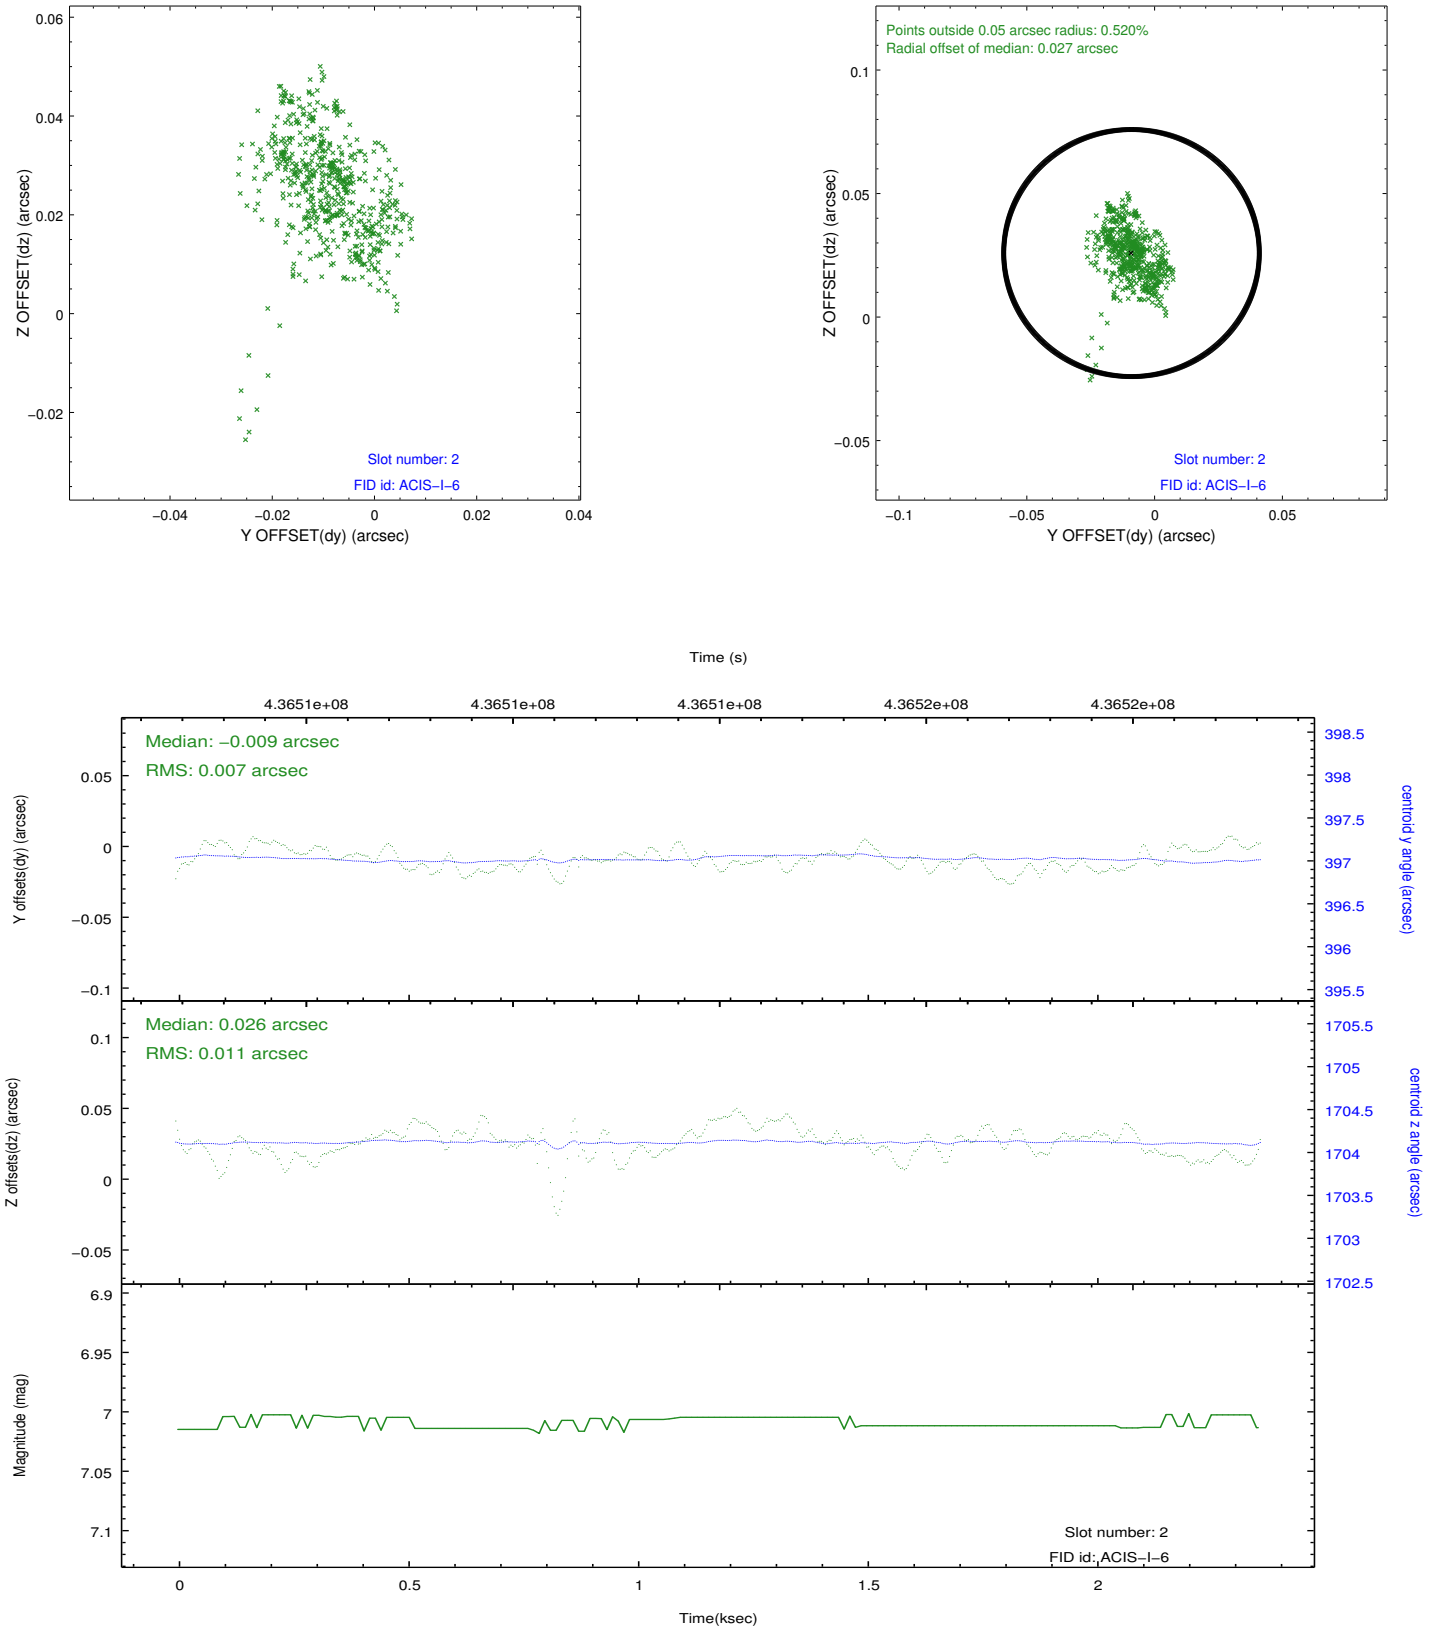 0.06
0.04
0.02
0
−0.02
Z OFFSET(dz) (arcsec)
Slot number: 2
FID id: ACIS−I−6
−0.04
−0.02
0
0.02
0.04
Y OFFSET(dy) (arcsec)
Points outside 0.05 arcsec radius: 0.520%
Radial offset of median: 0.027 arcsec
0.1
0.05
0
−0.05
Z OFFSET(dz) (arcsec)
Slot number: 2
FID id: ACIS−I−6
−0.1
−0.05
0
0.05
Y OFFSET(dy) (arcsec)
Time (s)
4.3651e+08
4.3651e+08
4.3651e+08
4.3652e+08
4.3652e+08
Median: −0.009 arcsec
RMS: 0.007 arcsec
0.05
0
−0.05
−0.1
Y offsets(dy) (arcsec)
398.5
398
397.5
397
396.5
396
395.5
centroid y angle (arcsec)
Median: 0.026 arcsec
RMS: 0.011 arcsec
0.1
0.05
0
−0.05
Z offsets(dz) (arcsec)
1705.5
1705
1704.5
1704
1703.5
1703
1702.5
centroid z angle (arcsec)
6.9
6.95
7
7.05
7.1
Magnitude (mag)
Slot number: 2
FID id: ACIS−I−6
0
0.5
1
1.5
2
Time(ksec)